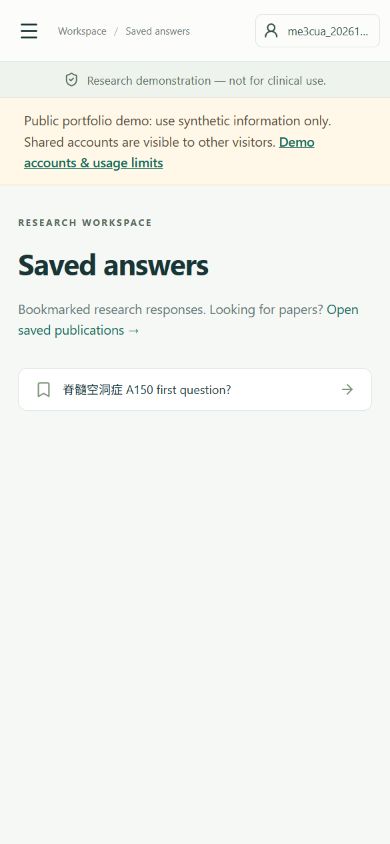 Workspace / Saved answers
me3cua_20261...
Research demonstration — not for clinical use.
Public portfolio demo: use synthetic information only.
Shared accounts are visible to other visitors. Demo
accounts & usage limits
RESEARCH WORKSPACE
Saved answers
Bookmarked research responses. Looking for papers? Open
saved publications →
脊髓空洞症 A150 first question?